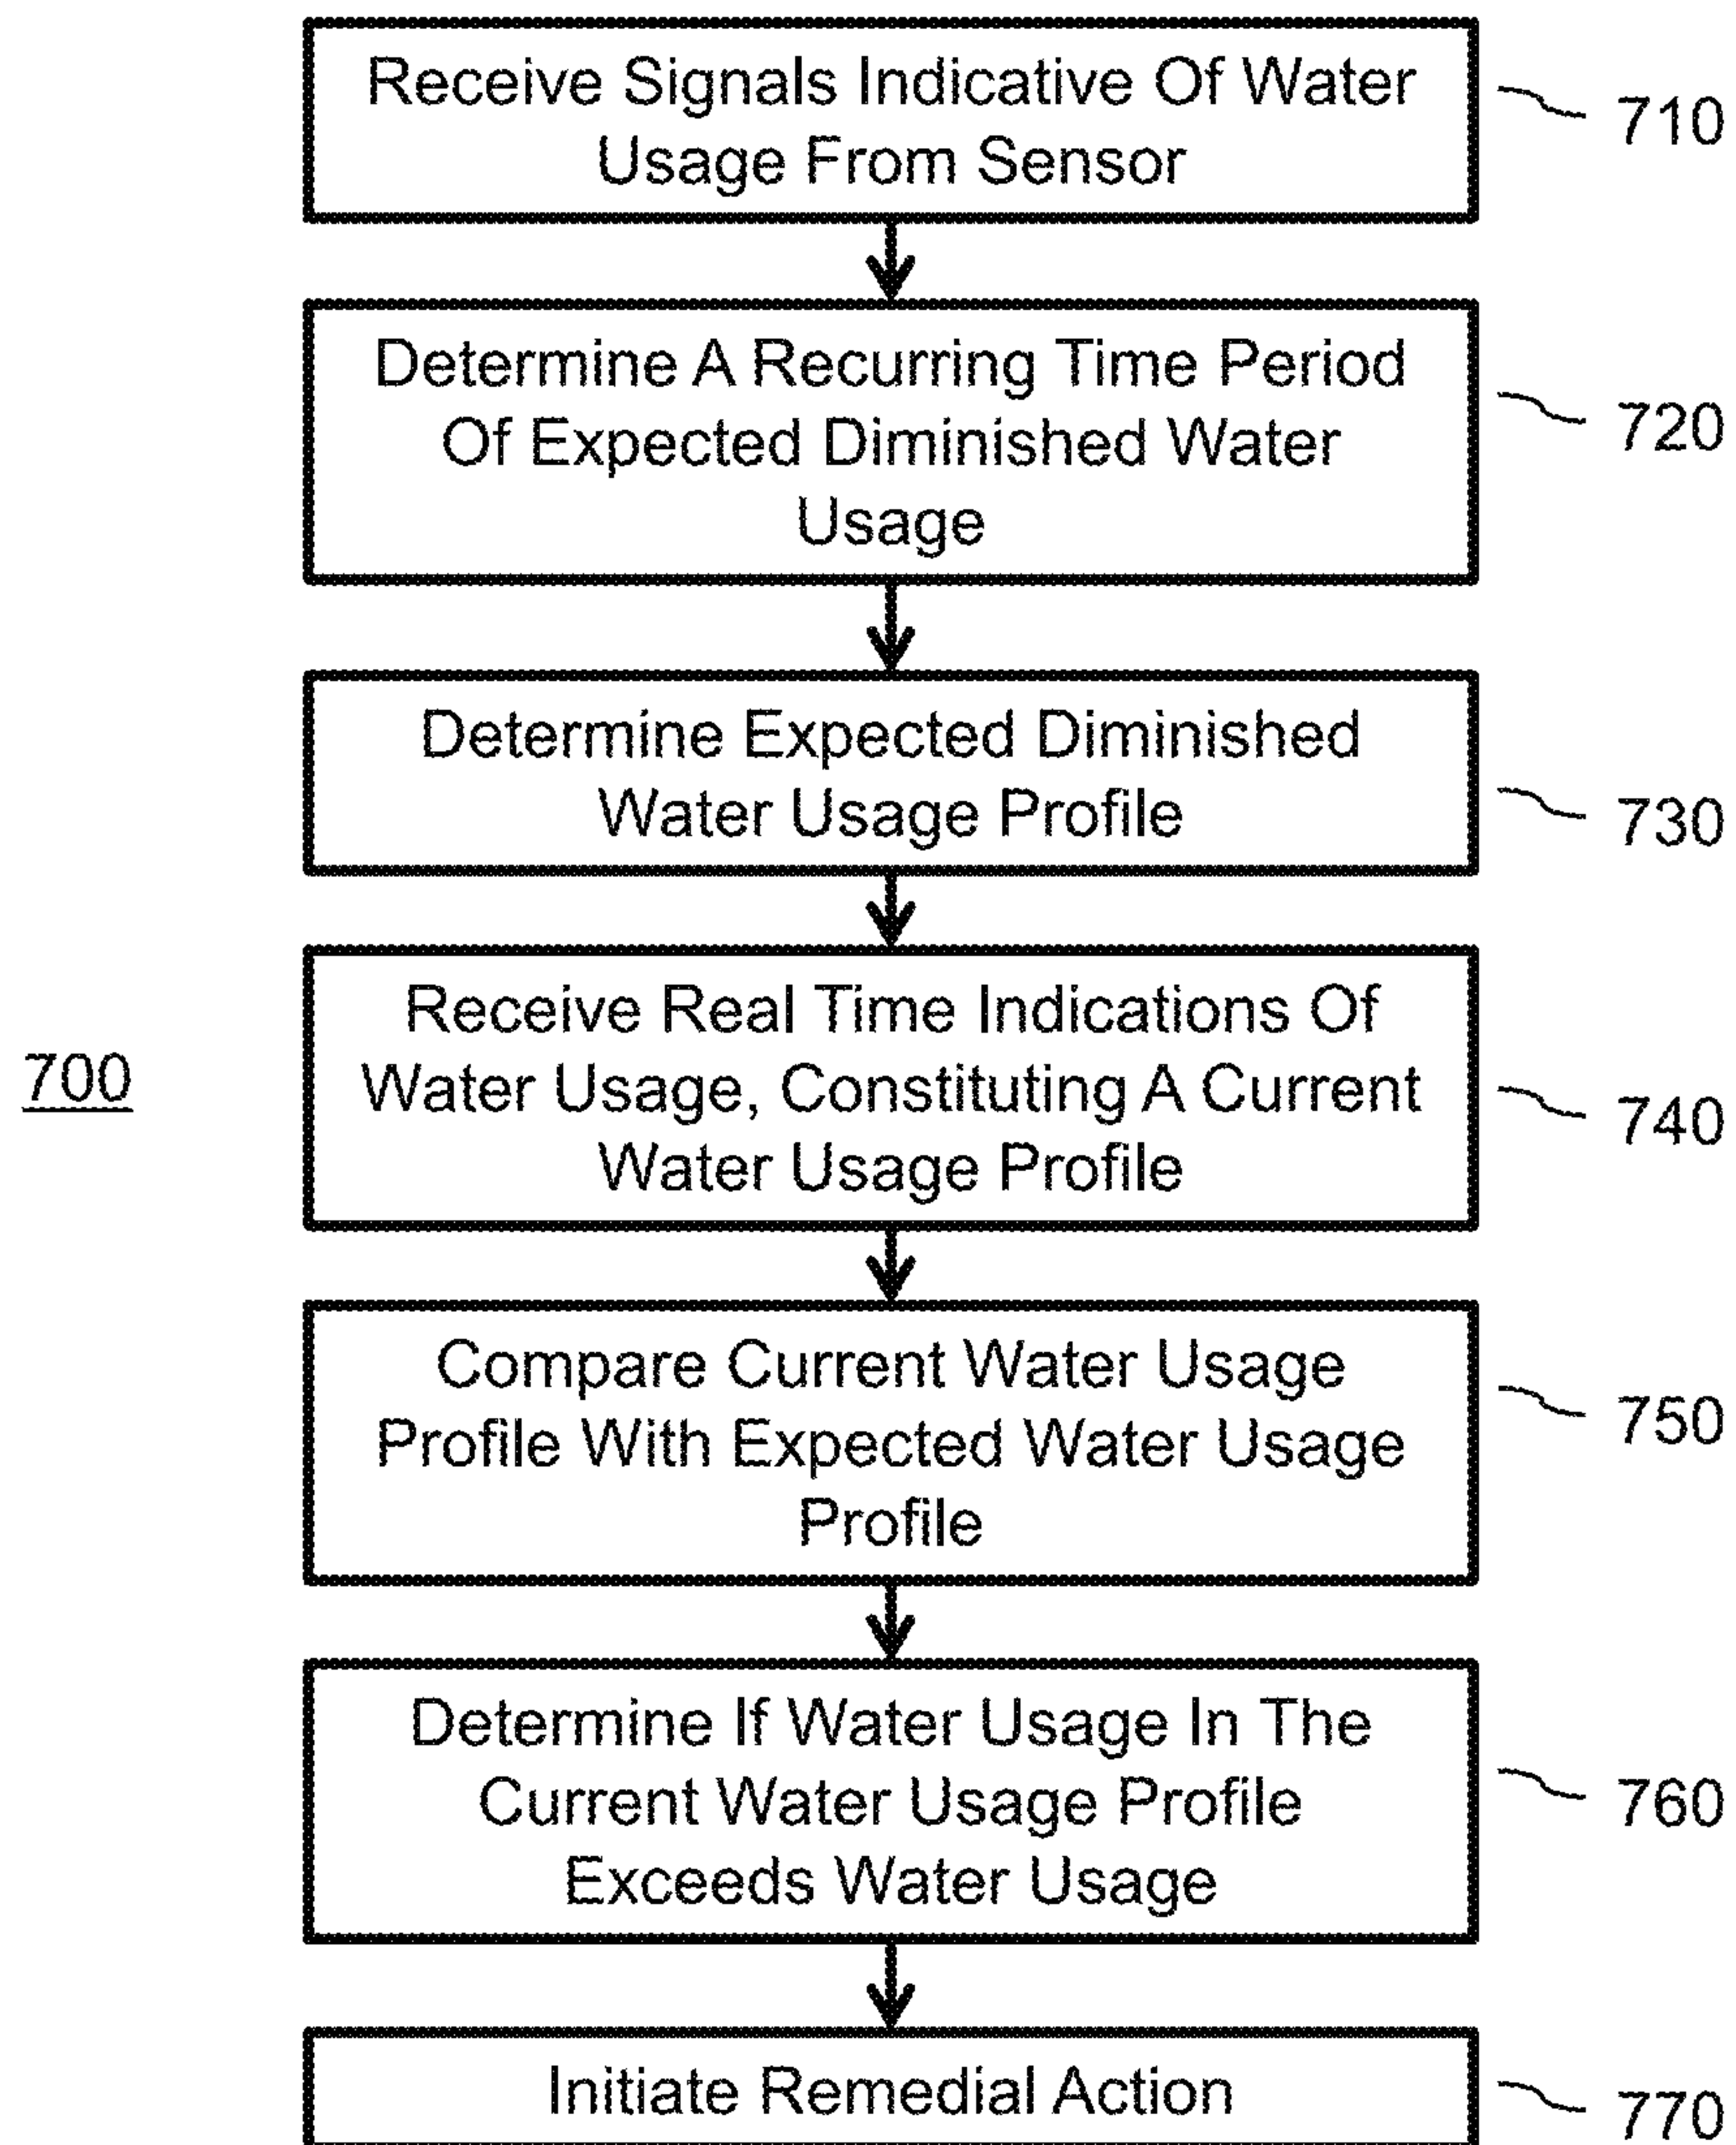 Receive Signals Indicative Of Water
Usage From Sensor
710
Determine A Recurring Time Period
Of Expected Diminished Water
Usage
720
Determine Expected Diminished
Water Usage Profile
730
700
Receive Real Time Indications Of
Water Usage, Constituting A Current
Water Usage Profile
740
Compare Current Water Usage
Profile With Expected Water Usage
Profile
750
Determine If Water Usage In The
Current Water Usage Profile
Exceeds Water Usage
760
Initiate Remedial Action
770